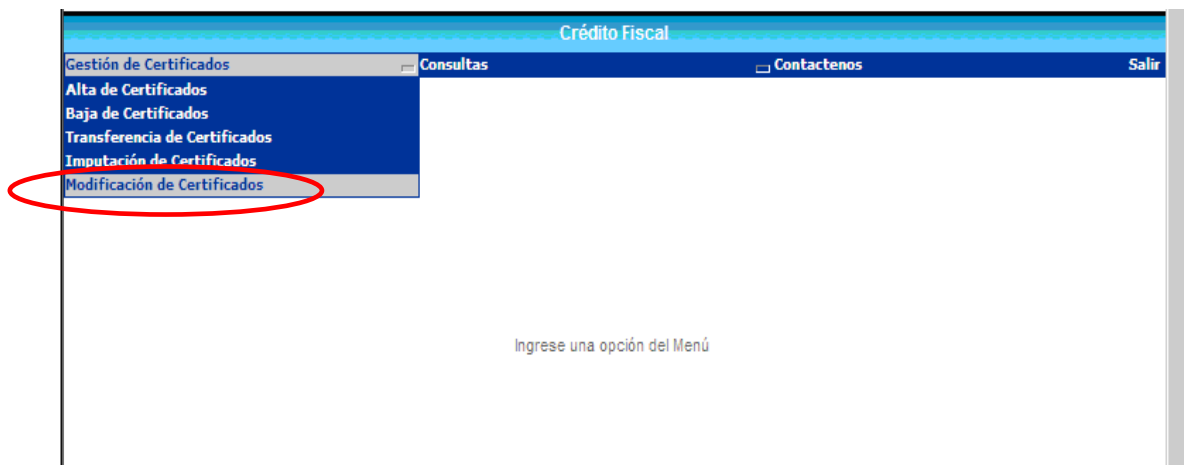 Crédito Fiscal
Gestión de Certificados Consultas Contactenos Salir
Alta de Certificados
Baja de Certificados
Transferencia de Certificados
Imputación de Certificados
Modificación de Certificados
Ingrese una opción del Menú